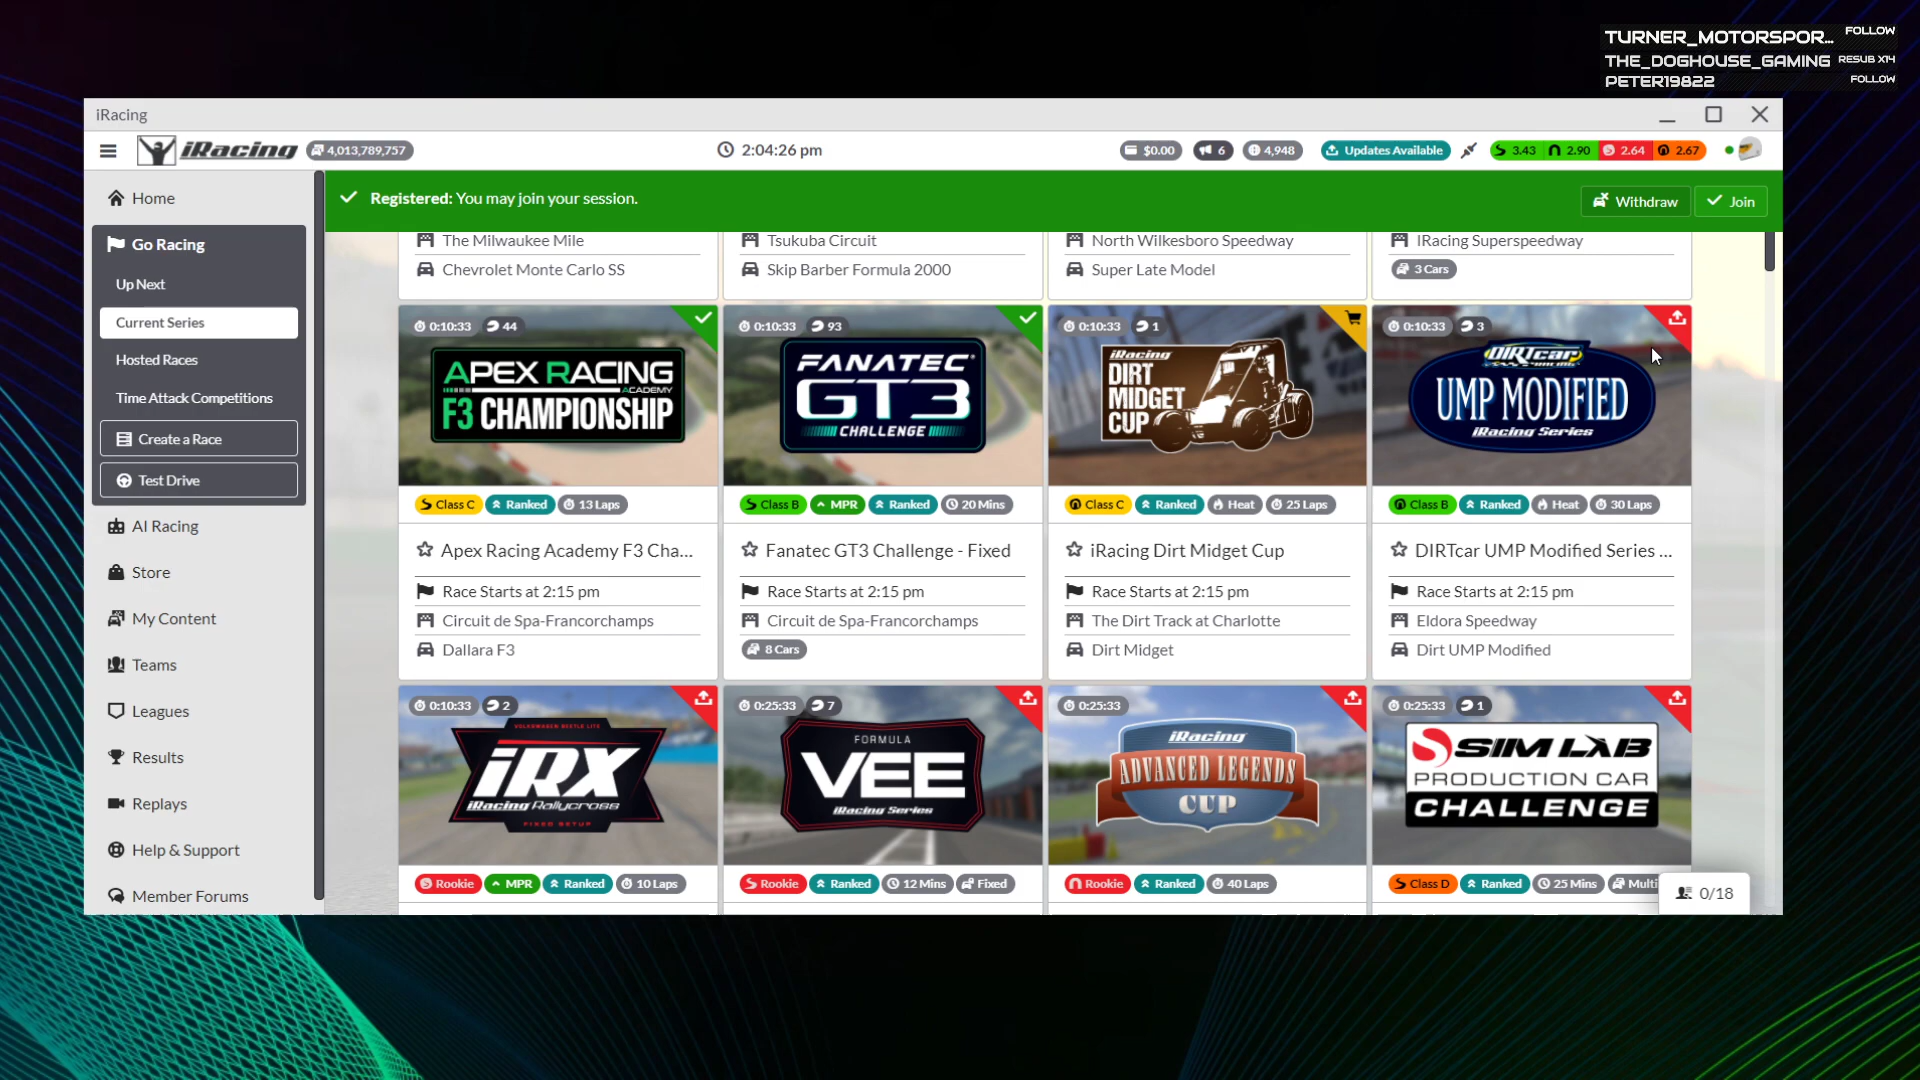 TURNER_MOTORSPOR... FOLLOW
THE_DOGHOUSE_GAMING RESUB X14
PETER19822 FOLLOW
iRacing
iRacing 4,013,789,757 2:04:26 pm $0.00 6 4,948 Updates Available 3.43 2.90 2.64 2.67
Registered: You may join your session. Withdraw Join
Home
Go Racing
Up Next
Current Series
Hosted Races
Time Attack Competitions
Create a Race
Test Drive
AI Racing
Store
My Content
Teams
Leagues
Results
Replays
Help & Support
Member Forums
The Milwaukee Mile
Chevrolet Monte Carlo SS
Tsukuba Circuit
Skip Barber Formula 2000
North Wilkesboro Speedway
Super Late Model
IRacing Superspeedway
3 Cars
0:10:33 44
APEX RACING
ACADEMY
F3 CHAMPIONSHIP
Class C Ranked 13 Laps
Apex Racing Academy F3 Cha...
Race Starts at 2:15 pm
Circuit de Spa-Francorchamps
Dallara F3
0:10:33 93
FANATEC
GT3
CHALLENGE
Class B MPR Ranked 20 Mins
Fanatec GT3 Challenge - Fixed
Race Starts at 2:15 pm
Circuit de Spa-Francorchamps
8 Cars
0:10:33 1
iRacing
DIRT
MIDGET
CUP
Class C Ranked Heat 25 Laps
iRacing Dirt Midget Cup
Race Starts at 2:15 pm
The Dirt Track at Charlotte
Dirt Midget
0:10:33 3
DIRTcar
RACING
UMP MODIFIED
iRacing Series
Class B Ranked Heat 30 Laps
DIRTcar UMP Modified Series ...
Race Starts at 2:15 pm
Eldora Speedway
Dirt UMP Modified
0:10:33 2
VOLKSWAGEN BEETLE LITE
iRX
iRacing Rallycross
FIXED SETUP
Rookie MPR Ranked 10 Laps
0:25:33 7
FORMULA
VEE
iRacing Series
Rookie Ranked 12 Mins Fixed
0:25:33
iRacing
ADVANCED LEGENDS
CUP
Rookie Ranked 40 Laps
0:25:33 1
SIM LAB
PRODUCTION CAR
CHALLENGE
Class D Ranked 25 Mins Multi
0/18